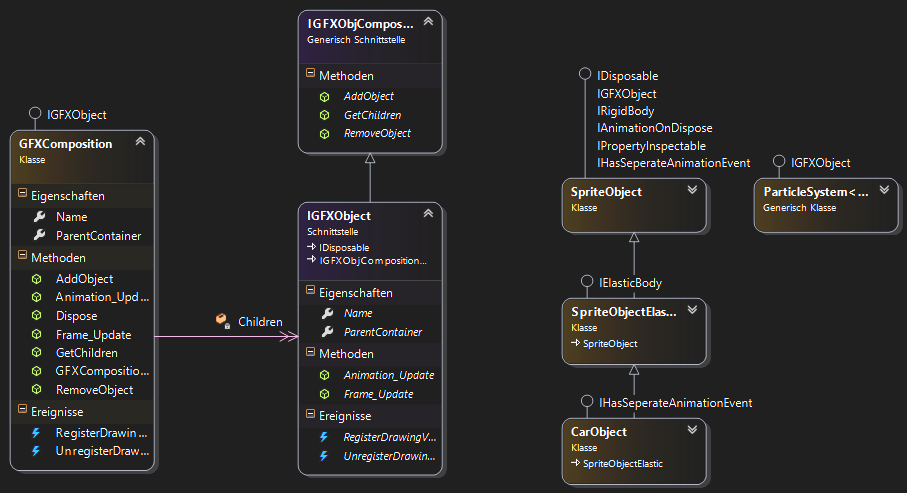 IGFXObject
GFXComposition
Klasse
Eigenschaften
Name
ParentContainer
Methoden
AddObject
Animation_Upd...
Dispose
Frame_Update
GetChildren
GFXComposition...
RemoveObject
Ereignisse
RegisterDrawin...
UnregisterDraw...
Children
IGFXObjCompos...
Generisch Schnittstelle
Methoden
AddObject
GetChildren
RemoveObject
IGFXObject
Schnittstelle
IDisposable
IGFXObjComposition...
Eigenschaften
Name
ParentContainer
Methoden
Animation_Update
Frame_Update
Ereignisse
RegisterDrawingV...
UnregisterDrawin...
IDisposable
IGFXObject
IRigidBody
IAnimationOnDispose
IPropertyInspectable
IHasSeperateAnimationEvent
SpriteObject
Klasse
IElasticBody
SpriteObjectElas...
Klasse
SpriteObject
IHasSeperateAnimationEvent
CarObject
Klasse
SpriteObjectElastic
IGFXObject
ParticleSystem<...
Generisch Klasse